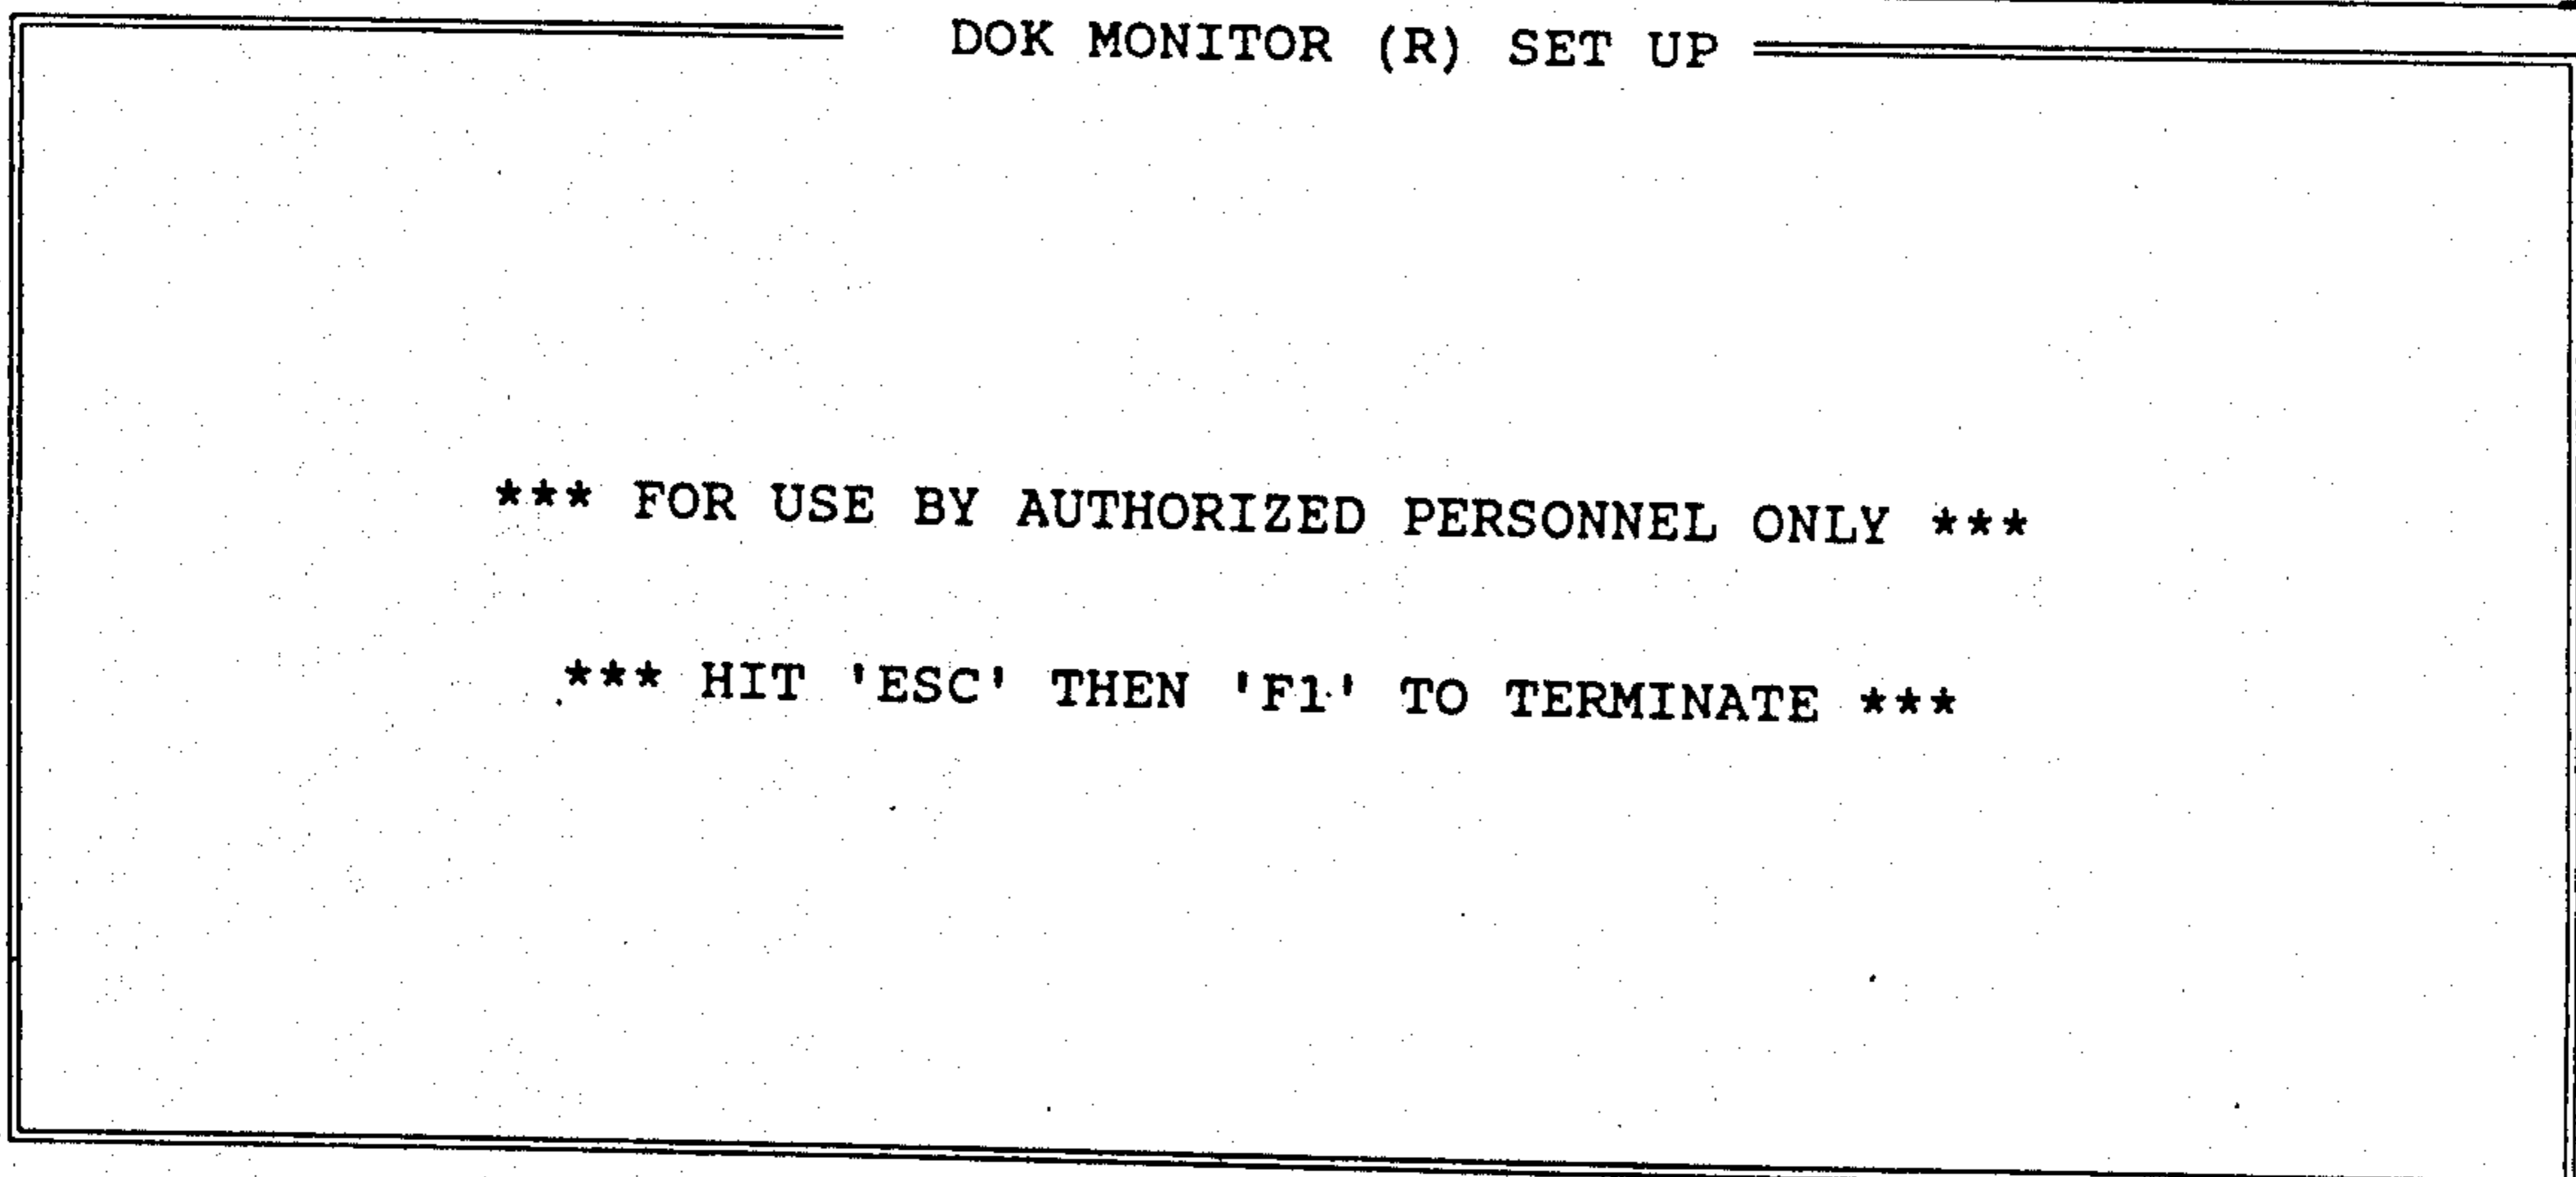 DOK MONITOR (R) SET UP
*** FOR USE BY AUTHORIZED PERSONNEL ONLY ***
*** HIT 'ESC' THEN 'F1' TO TERMINATE ***